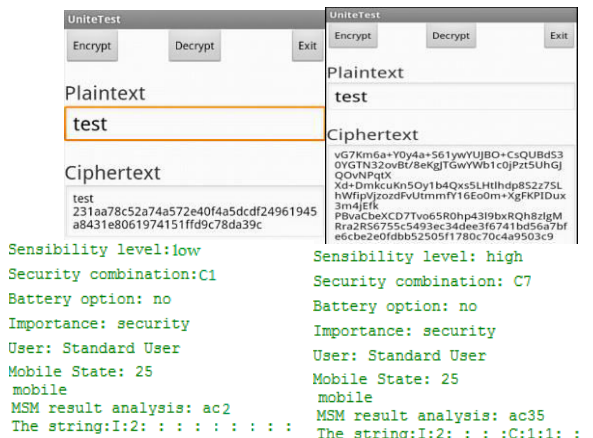 UniteTest
Encrypt Decrypt Exit
Plaintext
test
Ciphertext
test
231aa78c52a74a572e40f4a5dcdf24961945
a8431e8061974151ffd9c78da39c
Sensibility level:low
Security combination:C1
Battery option: no
Importance: security
User: Standard User
Mobile State: 25
mobile
MSM result analysis: ac2
The string:I:2: : : : : : : : :
UniteTest
Encrypt Decrypt Exit
Plaintext
test
Ciphertext
vG7Km6a+Y0y4a+S61ywYUJBO+CsQUBdS3
0YGTN32ovBt/8eKgJTGwYWb1c0jPzt5UhGJ
QOvNPqtX
Xd+DmkcuKn5Oy1b4Qxs5LHtlhdp8S2z7SL
hWfipVjzozdFvUtmmfY16Eo0m+XgFKPIDux
3m4jEfk
PBvaCbeXCD7Tvo65R0hp43I9bxRQh8zlgM
Rra2RS6755c5493ec34dee3f6741bd56a7bf
e6cbe2e0fdbb52505f1780c70c4a9503c9
Sensibility level: high
Security combination: C7
Battery option: no
Importance: security
User: Standard User
Mobile State: 25
mobile
MSM result analysis: ac35
The string:I:2: : : :C:1:1: :